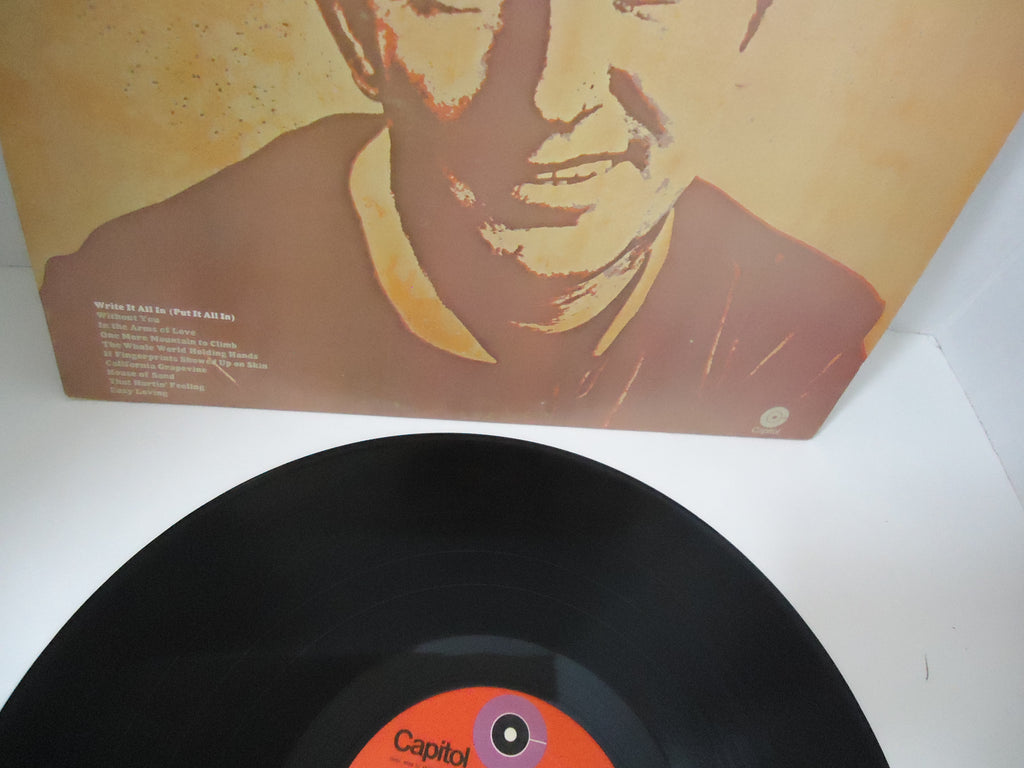 Write It All In (Put It All In)
Without You
In the Arms of Love
One More Mountain to Climb
The Whole World Holding Hands
If Fingerprints Showed Up on Skin
California Grapevine
House of Sand
That Hurtin' Feeling
Easy Loving
Capitol
Capitol